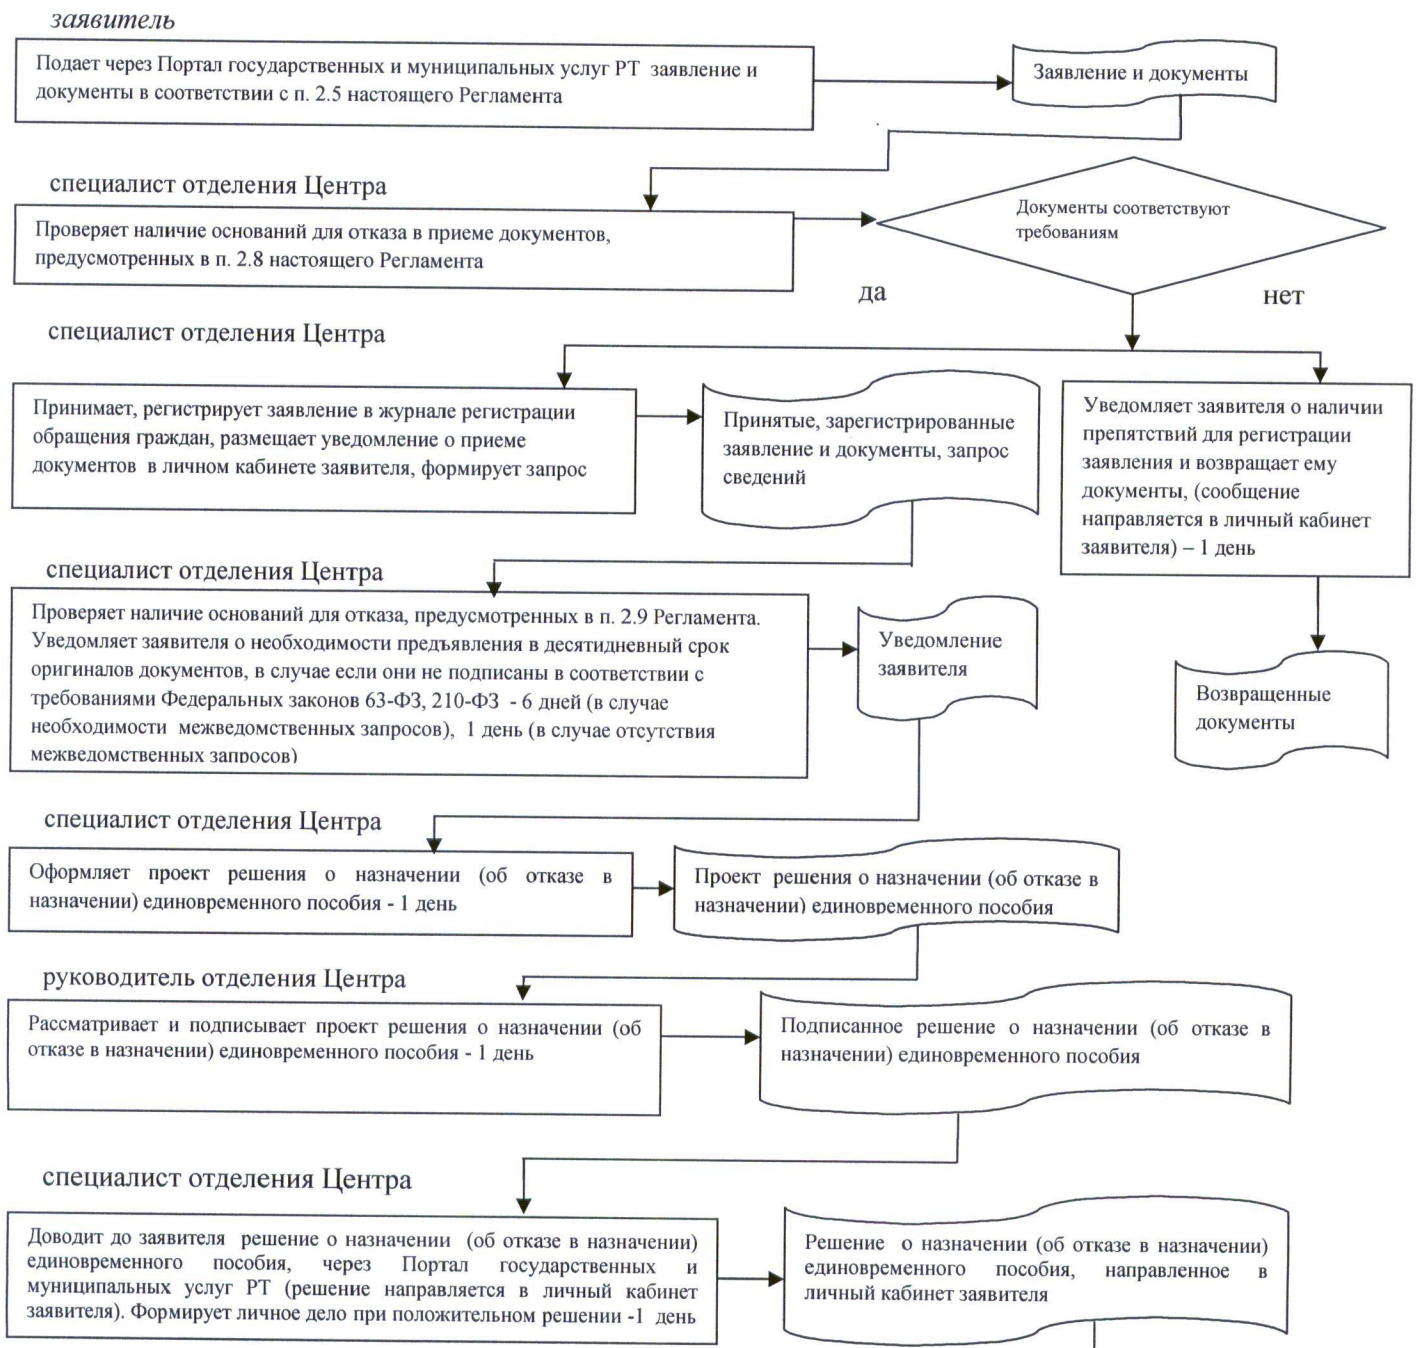 заявитель
Подает через Портал государственных и муниципальных услуг РТ заявление и
документы в соответствии с п. 2.5 настоящего Регламента
Заявление и документы
специалист отделения Центра
Проверяет наличие оснований для отказа в приеме документов,
предусмотренных в п. 2.8 настоящего Регламента
Документы соответствуют
требованиям
да
нет
специалист отделения Центра
Принимает, регистрирует заявление в журнале регистрации
обращения граждан, размещает уведомление о приеме
документов в личном кабинете заявителя, формирует запрос
Принятые, зарегистрированные
заявление и документы, запрос
сведений
Уведомляет заявителя о наличии
препятствий для регистрации
заявления и возвращает ему
документы, (сообщение
направляется в личный кабинет
заявителя) – 1 день
специалист отделения Центра
Проверяет наличие оснований для отказа, предусмотренных в п. 2.9 Регламента.
Уведомляет заявителя о необходимости предъявления в десятидневный срок
оригиналов документов, в случае если они не подписаны в соответствии с
требованиями Федеральных законов 63-ФЗ, 210-ФЗ - 6 дней (в случае
необходимости межведомственных запросов), 1 день (в случае отсутствия
межведомственных запросов)
Уведомление
заявителя
Возвращенные
документы
специалист отделения Центра
Оформляет проект решения о назначении (об отказе в
назначении) единовременного пособия - 1 день
Проект решения о назначении (об отказе в
назначении) единовременного пособия
руководитель отделения Центра
Рассматривает и подписывает проект решения о назначении (об
отказе в назначении) единовременного пособия - 1 день
Подписанное решение о назначении (об отказе в
назначении) единовременного пособия
специалист отделения Центра
Доводит до заявителя решение о назначении (об отказе в назначении)
единовременного пособия, через Портал государственных и
муниципальных услуг РТ (решение направляется в личный кабинет
заявителя). Формирует личное дело при положительном решении -1 день
Решение о назначении (об отказе в назначении)
единовременного пособия, направленное в
личный кабинет заявителя